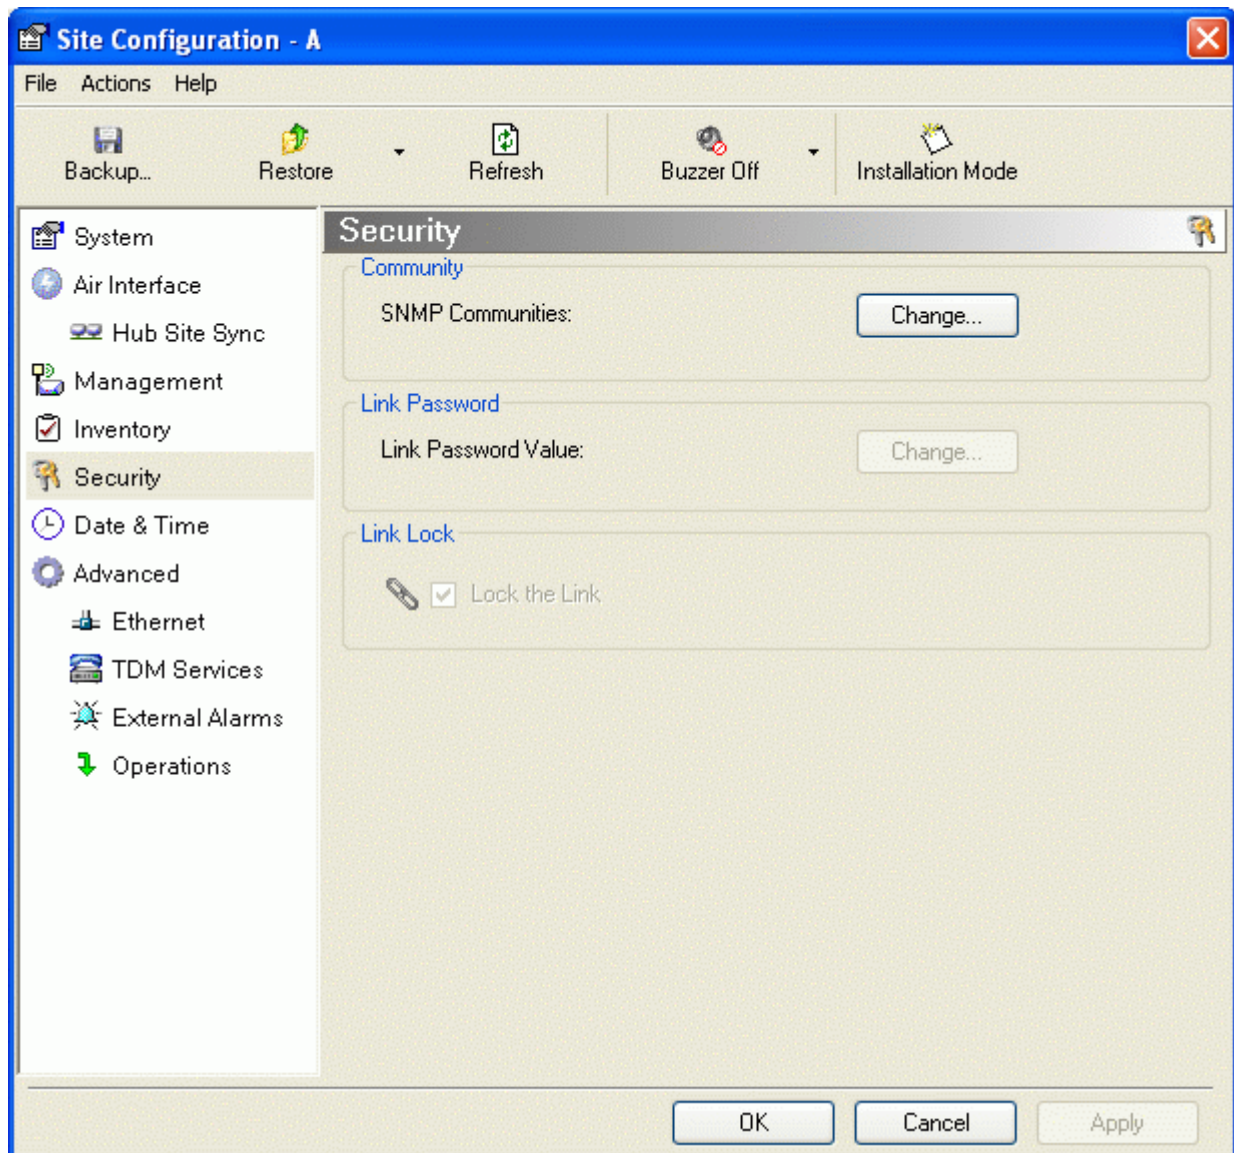 Site Configuration - A
File Actions Help
Backup... Restore Refresh Buzzer Off Installation Mode
System
Air Interface
Hub Site Sync
Management
Inventory
Security
Date & Time
Advanced
Ethernet
TDM Services
External Alarms
Operations
Security
Community
SNMP Communities: Change...
Link Password
Link Password Value: Change...
Link Lock
Lock the Link
OK Cancel Apply